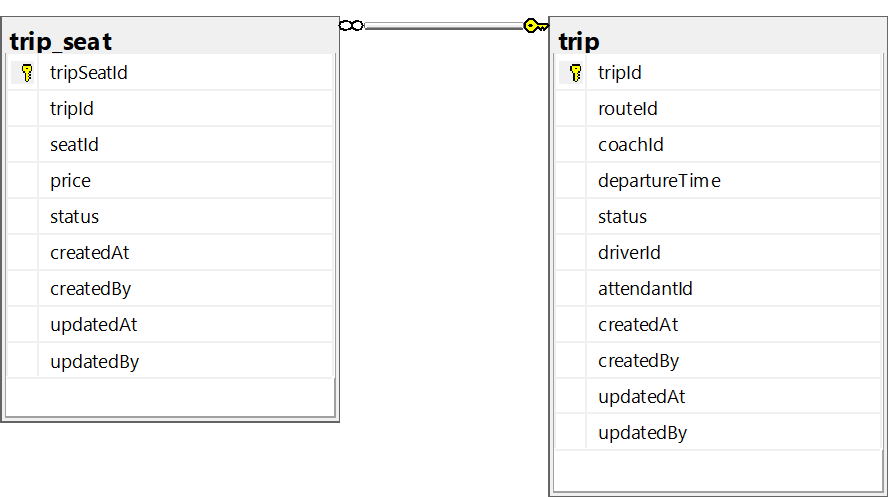 trip_seat
tripSeatId
tripId
seatId
price
status
createdAt
createdBy
updatedAt
updatedBy
trip
tripId
routeId
coachId
departureTime
status
driverId
attendantId
createdAt
createdBy
updatedAt
updatedBy